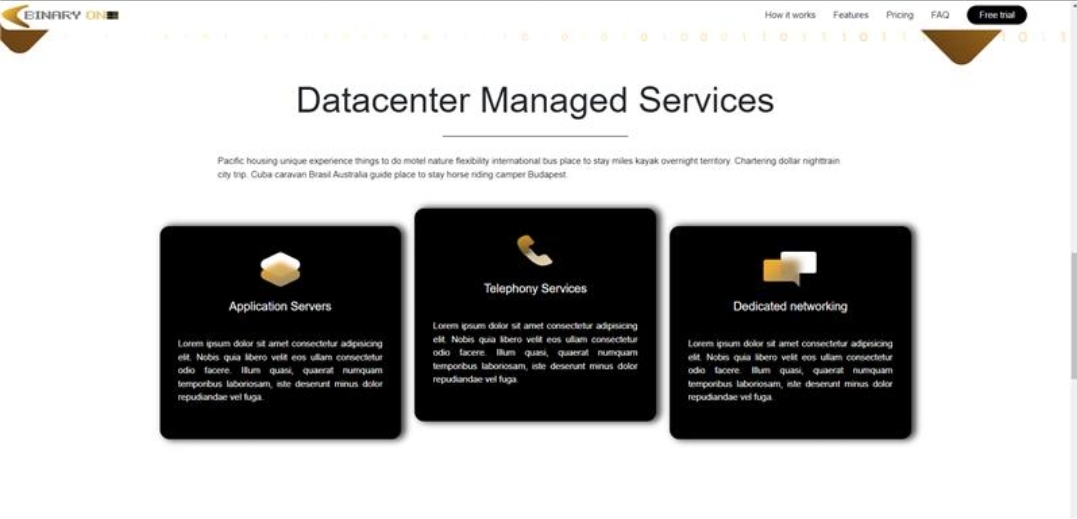 BINARY ONE
How it works Features Pricing FAQ Free trial
Datacenter Managed Services
Pacific housing unique experience things to do motel nature flexibility international bus place to stay miles kayak overnight territory. Chartering dollar nighttrain
city trip. Cuba caravan Brasil Australia guide place to stay horse riding camper Budapest
Application Servers
Lorem ipsum dolor sit amet consectetur adipisicing
elit. Nobis quia libero velit eos ullam consectetur
odio facere. Illum quasi, quaerat numquam
temporibus laboriosam, iste deserunt minus dolor
repudiandae vel fuga.
Telephony Services
Lorem ipsum dolor sit amet consectetur adipisicing
elit. Nobis quia libero velit eos ullam consectetur
odio facere. Illum quasi, quaerat numquam
temporibus laboriosam, iste deserunt minus dolor
repudiandae vel fuga.
Dedicated networking
Lorem ipsum dolor sit amet consectetur adipisicing
elit. Nobis quia libero velit eos ullam consectetur
odio facere. Illum quasi, quaerat numquam
temporibus laboriosam, iste deserunt minus dolor
repudiandae vel fuga.